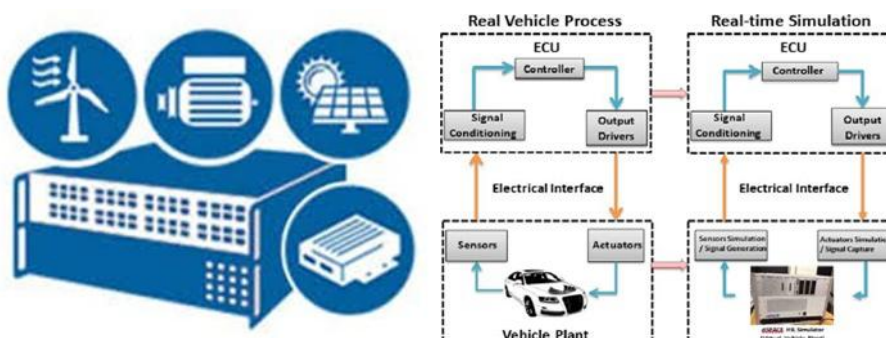 Real Vehicle Process
ECU
Controller
Signal
Conditioning
Output
Drivers
Electrical Interface
Sensors
Actuators
Vehicle Plant
Real-time Simulation
ECU
Controller
Signal
Conditioning
Output
Drivers
Electrical Interface
Sensors Simulation
/ Signal Generation
Actuators Simulation
/ Signal Capture
HIL Simulator